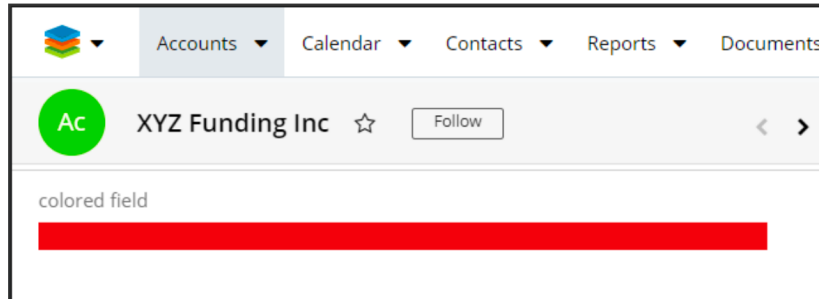 Accounts Calendar Contacts Reports Documents
Ac XYZ Funding Inc Follow
colored field